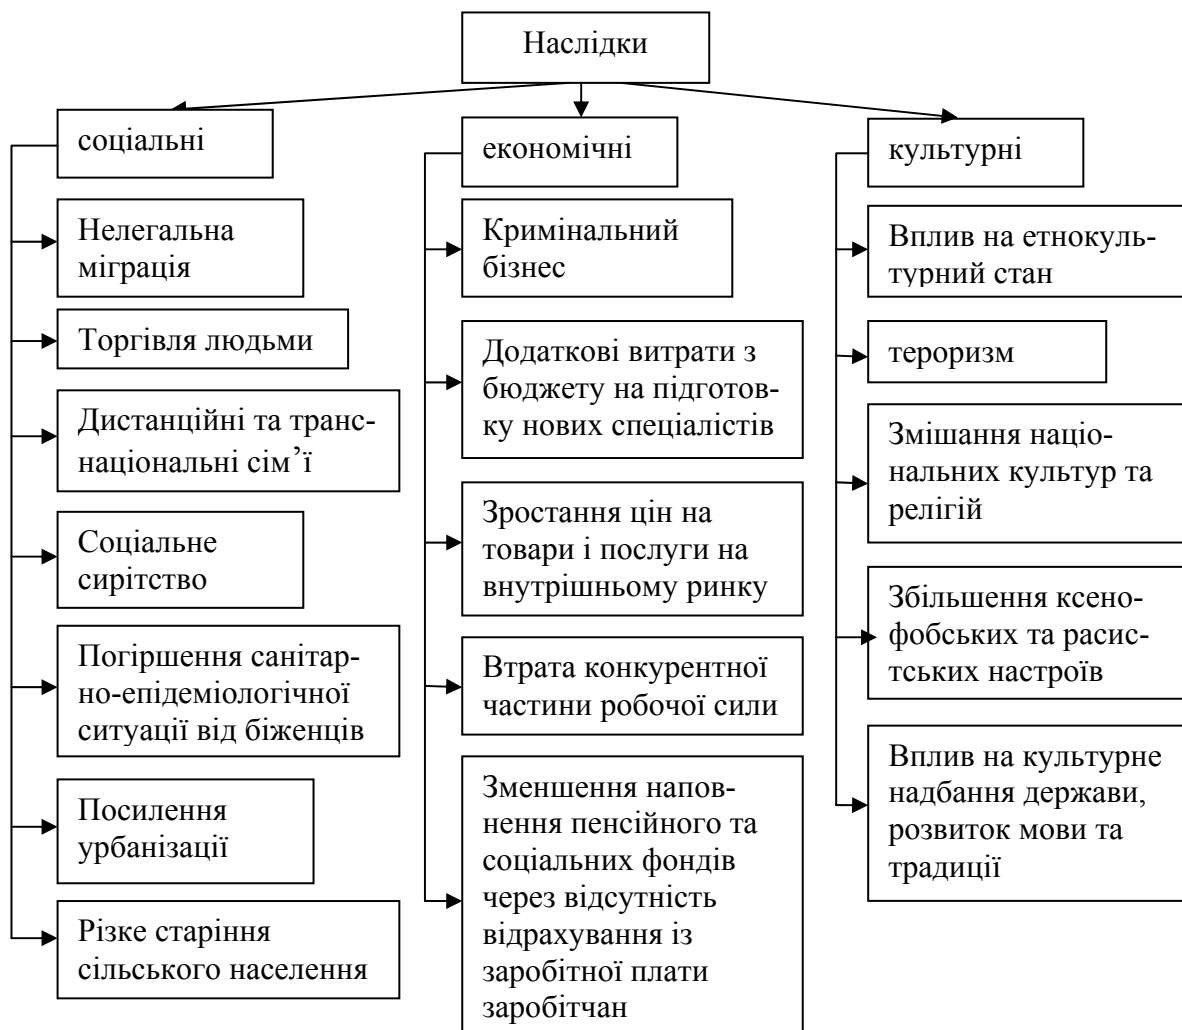 Наслідки
соціальні
Нелегальна
міграція
Торгівля людьми
Дистанційні та транс-
національні сім’ї
Соціальне
сирітство
Погіршення санітар-
но-епідеміологічної
ситуації від біженців
Посилення
урбанізації
Різке старіння
сільського населення
економічні
Кримінальний
бізнес
Додаткові витрати з
бюджету на підготов-
ку нових спеціалістів
Зростання цін на
товари і послуги на
внутрішньому ринку
Втрата конкурентної
частини робочої сили
Зменшення напов-
нення пенсійного та
соціальних фондів
через відсутність
відрахування із
заробітної плати
заробітчан
культурні
Вплив на етнокуль-
турний стан
тероризм
Змішання націо-
нальних культур та
релігій
Збільшення ксено-
фобських та расис-
тських настроїв
Вплив на культурне
надбання держави,
розвиток мови та
традиції